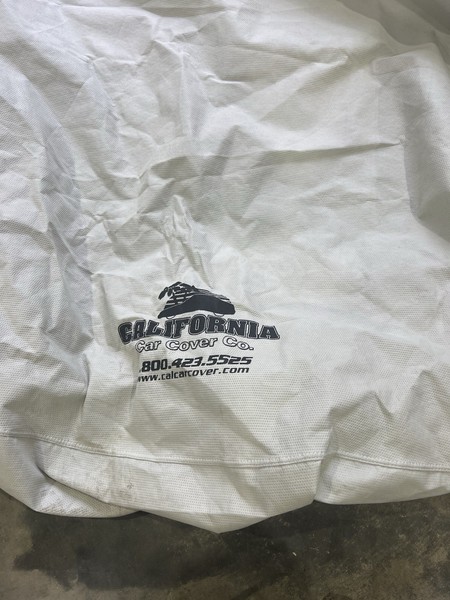 CALIFORNIA
Car Cover Co.
.800.423.5525
www.calcarcover.com